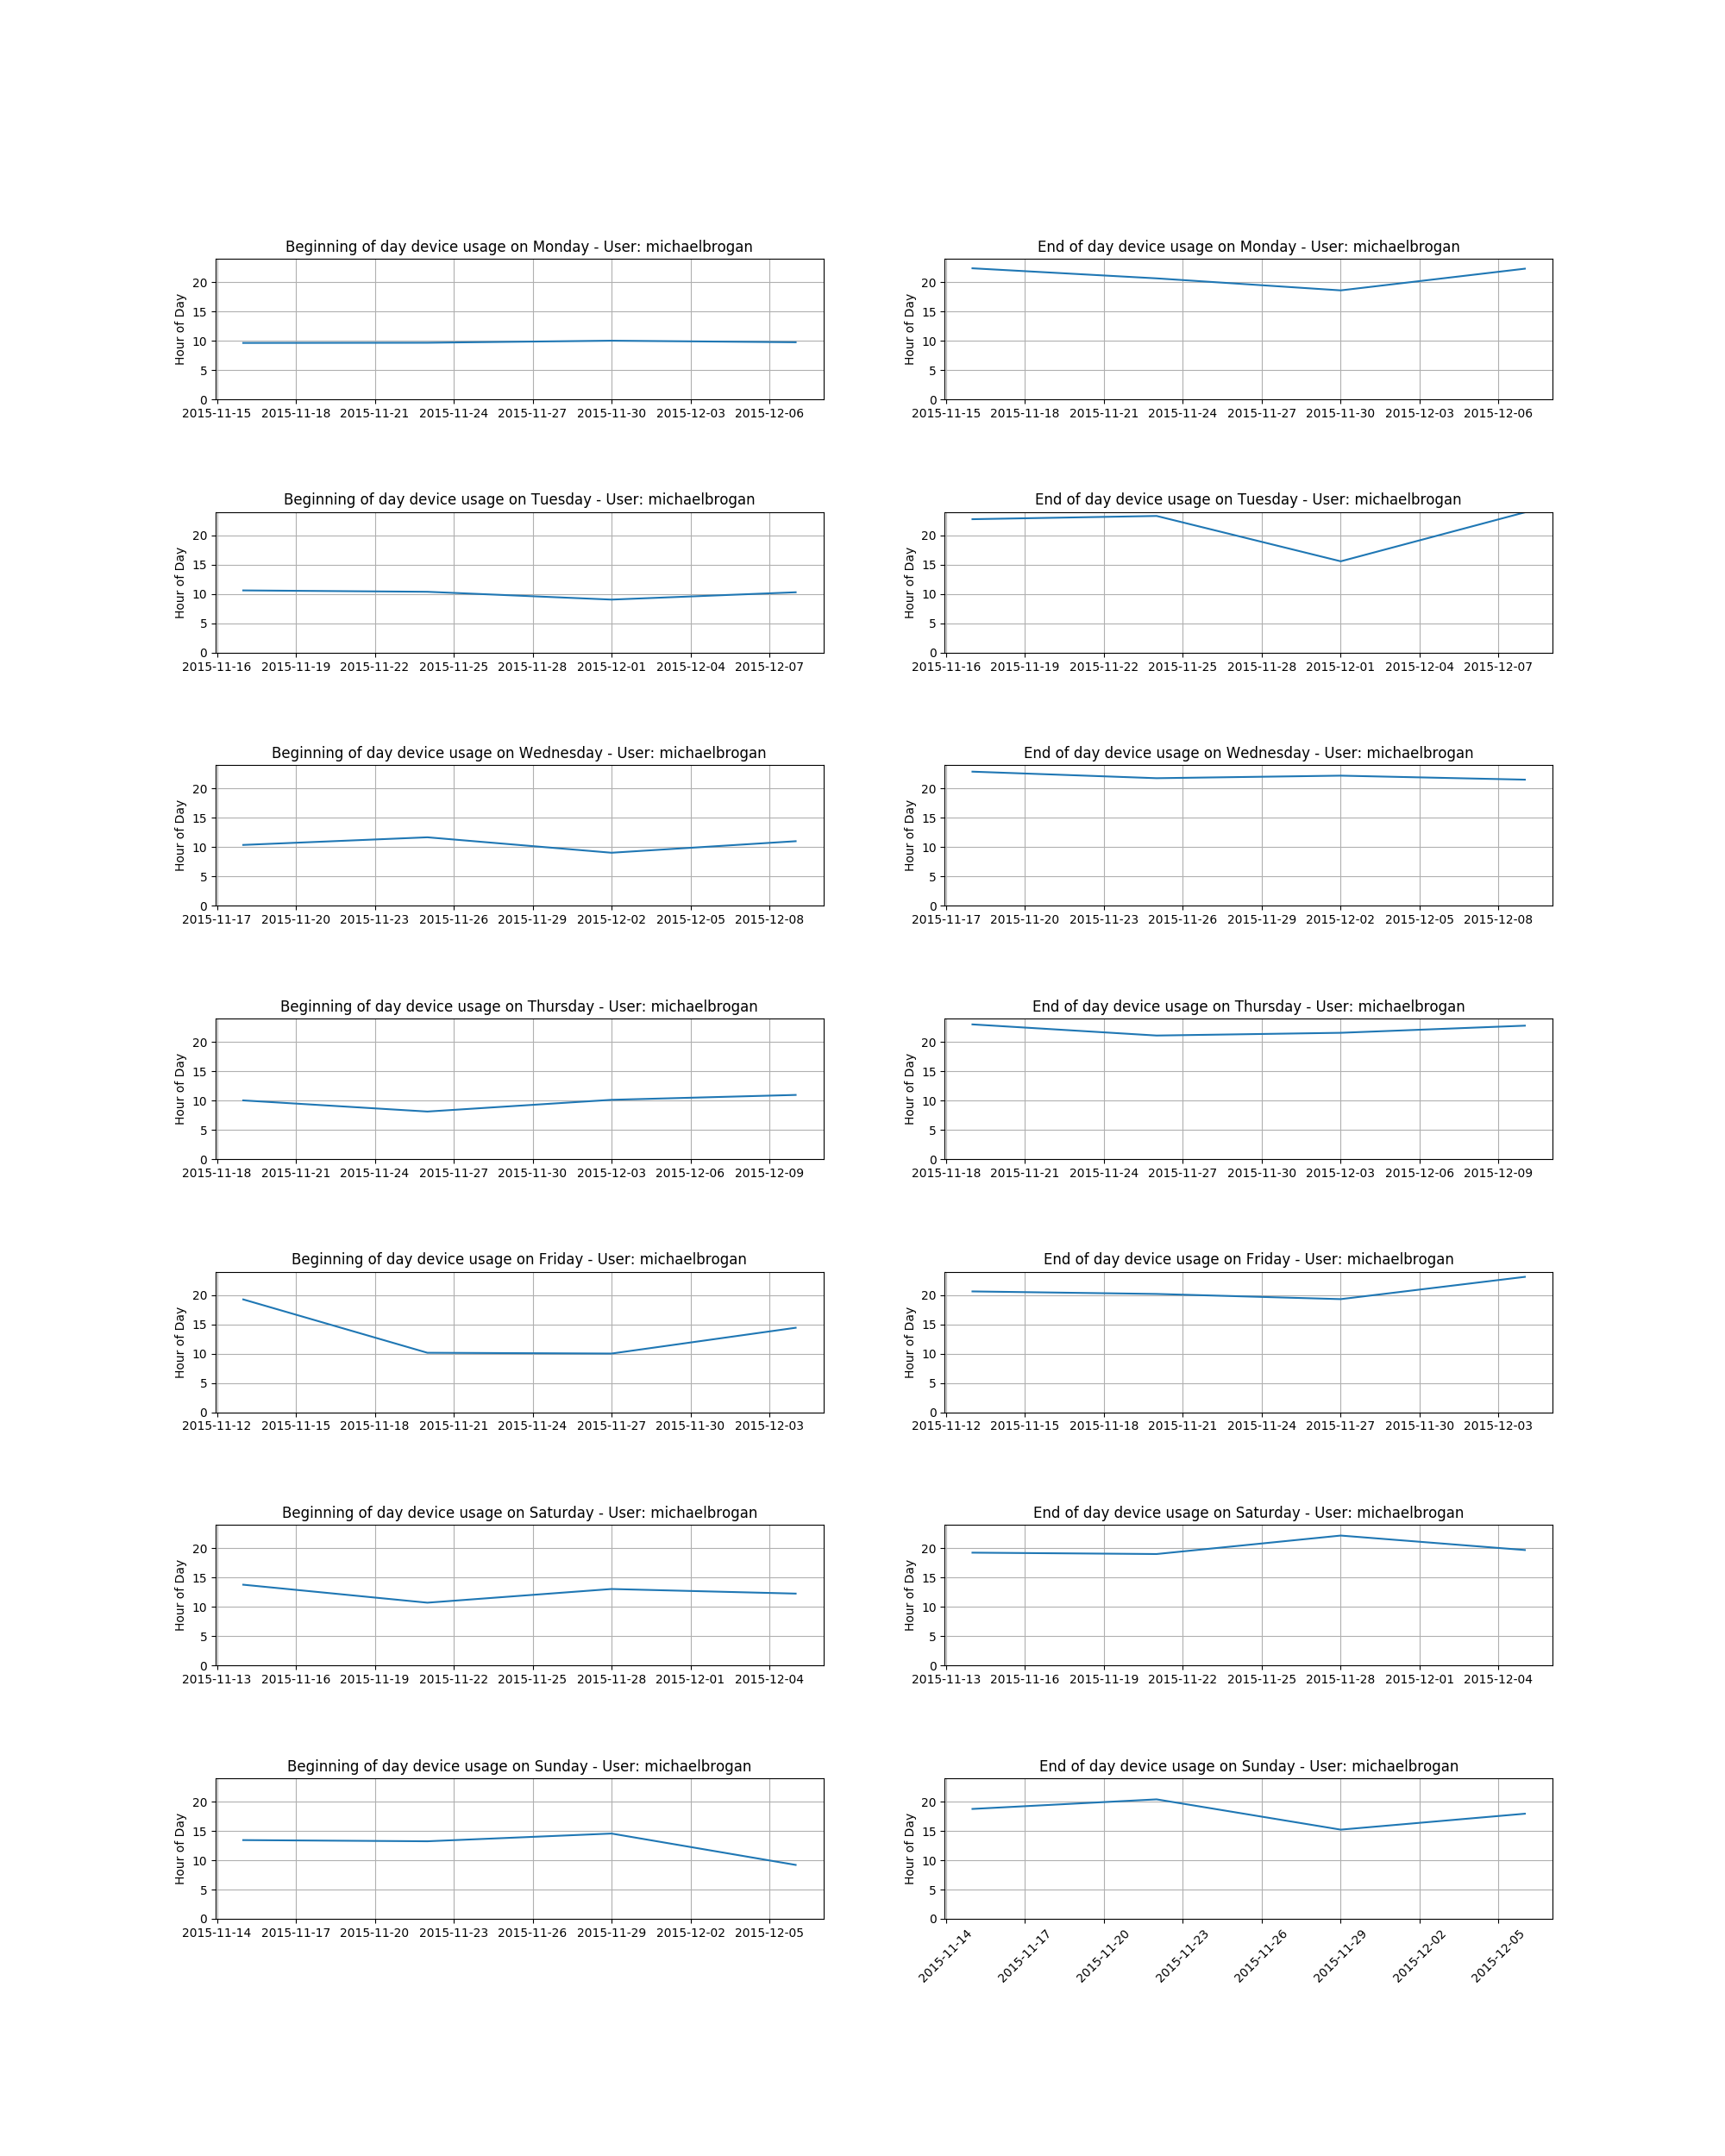 Beginning of day device usage on Monday - User: michaelbrogan
Hour of Day
20
15
10
5
0
2015-11-15 2015-11-18 2015-11-21 2015-11-24 2015-11-27 2015-11-30 2015-12-03 2015-12-06
End of day device usage on Monday - User: michaelbrogan
Hour of Day
20
15
10
5
0
2015-11-15 2015-11-18 2015-11-21 2015-11-24 2015-11-27 2015-11-30 2015-12-03 2015-12-06
Beginning of day device usage on Tuesday - User: michaelbrogan
Hour of Day
20
15
10
5
0
2015-11-16 2015-11-19 2015-11-22 2015-11-25 2015-11-28 2015-12-01 2015-12-04 2015-12-07
End of day device usage on Tuesday - User: michaelbrogan
Hour of Day
20
15
10
5
0
2015-11-16 2015-11-19 2015-11-22 2015-11-25 2015-11-28 2015-12-01 2015-12-04 2015-12-07
Beginning of day device usage on Wednesday - User: michaelbrogan
Hour of Day
20
15
10
5
0
2015-11-17 2015-11-20 2015-11-23 2015-11-26 2015-11-29 2015-12-02 2015-12-05 2015-12-08
End of day device usage on Wednesday - User: michaelbrogan
Hour of Day
20
15
10
5
0
2015-11-17 2015-11-20 2015-11-23 2015-11-26 2015-11-29 2015-12-02 2015-12-05 2015-12-08
Beginning of day device usage on Thursday - User: michaelbrogan
Hour of Day
20
15
10
5
0
2015-11-18 2015-11-21 2015-11-24 2015-11-27 2015-11-30 2015-12-03 2015-12-06 2015-12-09
End of day device usage on Thursday - User: michaelbrogan
Hour of Day
20
15
10
5
0
2015-11-18 2015-11-21 2015-11-24 2015-11-27 2015-11-30 2015-12-03 2015-12-06 2015-12-09
Beginning of day device usage on Friday - User: michaelbrogan
Hour of Day
20
15
10
5
0
2015-11-12 2015-11-15 2015-11-18 2015-11-21 2015-11-24 2015-11-27 2015-11-30 2015-12-03
End of day device usage on Friday - User: michaelbrogan
Hour of Day
20
15
10
5
0
2015-11-12 2015-11-15 2015-11-18 2015-11-21 2015-11-24 2015-11-27 2015-11-30 2015-12-03
Beginning of day device usage on Saturday - User: michaelbrogan
Hour of Day
20
15
10
5
0
2015-11-13 2015-11-16 2015-11-19 2015-11-22 2015-11-25 2015-11-28 2015-12-01 2015-12-04
End of day device usage on Saturday - User: michaelbrogan
Hour of Day
20
15
10
5
0
2015-11-13 2015-11-16 2015-11-19 2015-11-22 2015-11-25 2015-11-28 2015-12-01 2015-12-04
Beginning of day device usage on Sunday - User: michaelbrogan
Hour of Day
20
15
10
5
0
2015-11-14 2015-11-17 2015-11-20 2015-11-23 2015-11-26 2015-11-29 2015-12-02 2015-12-05
End of day device usage on Sunday - User: michaelbrogan
Hour of Day
20
15
10
5
0
2015-11-14 2015-11-17 2015-11-20 2015-11-23 2015-11-26 2015-11-29 2015-12-02 2015-12-05